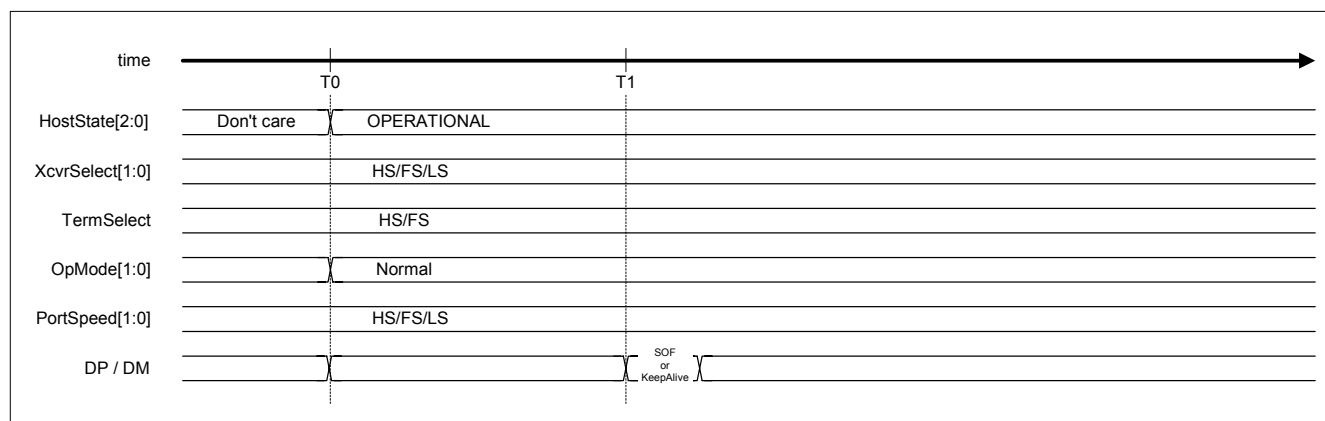 time
T0 T1
HostState[2:0] Don't care OPERATIONAL
XcvrSelect[1:0] HS/FS/LS
TermSelect HS/FS
OpMode[1:0] Normal
PortSpeed[1:0] HS/FS/LS
DP / DM
SOF
or
KeepAlive